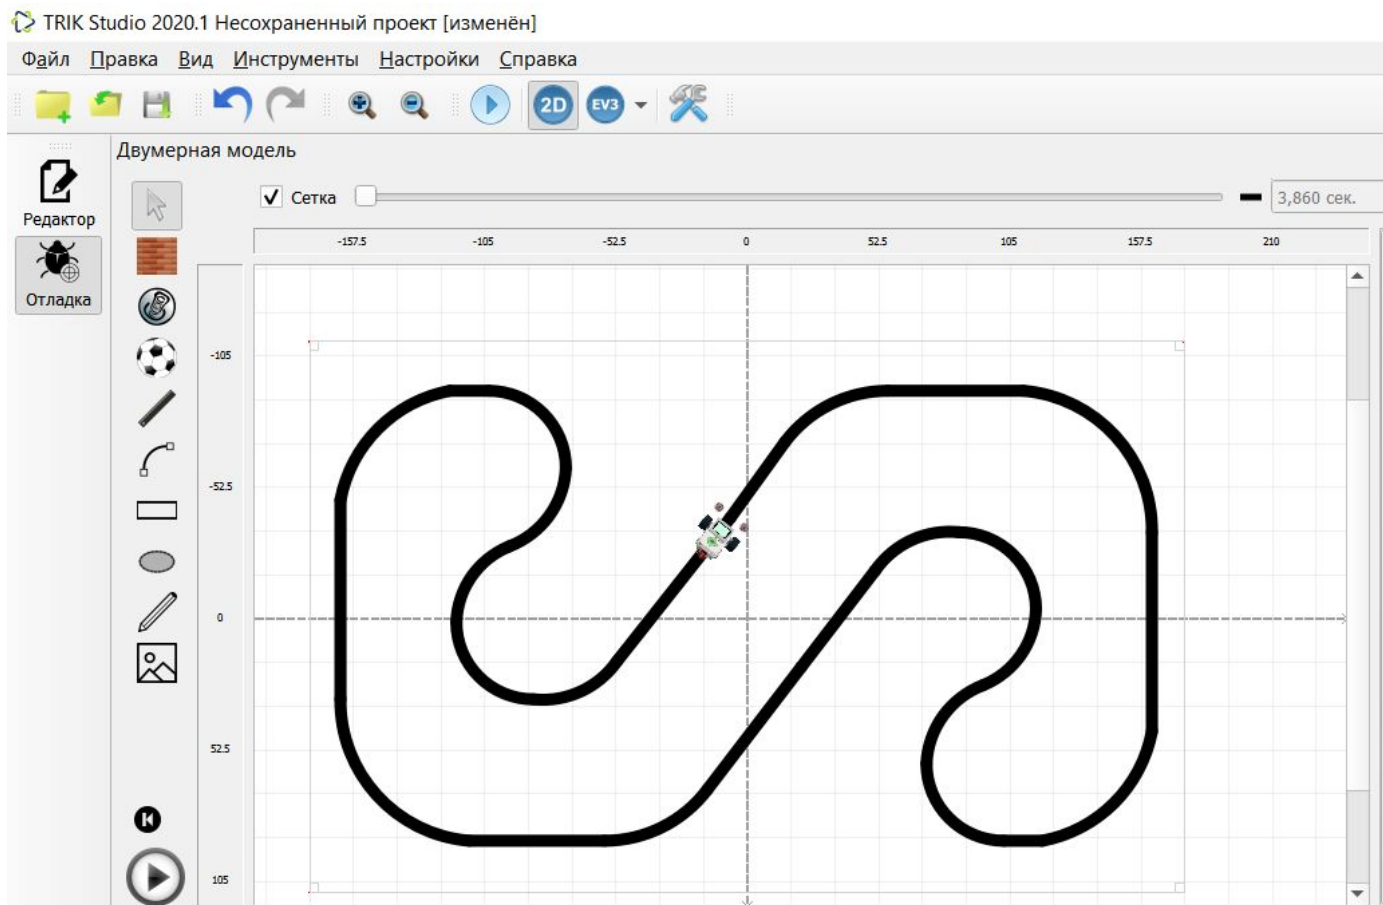 TRIK Studio 2020.1 Несохраненный проект [изменён]
Файл Правка Вид Инструменты Настройки Справка
2D EV3
Двумерная модель
Редактор
Отладка
Сетка
3,860 сек.
-157.5 -105 -52.5 0 52.5 105 157.5 210
-105
-52.5
0
52.5
105